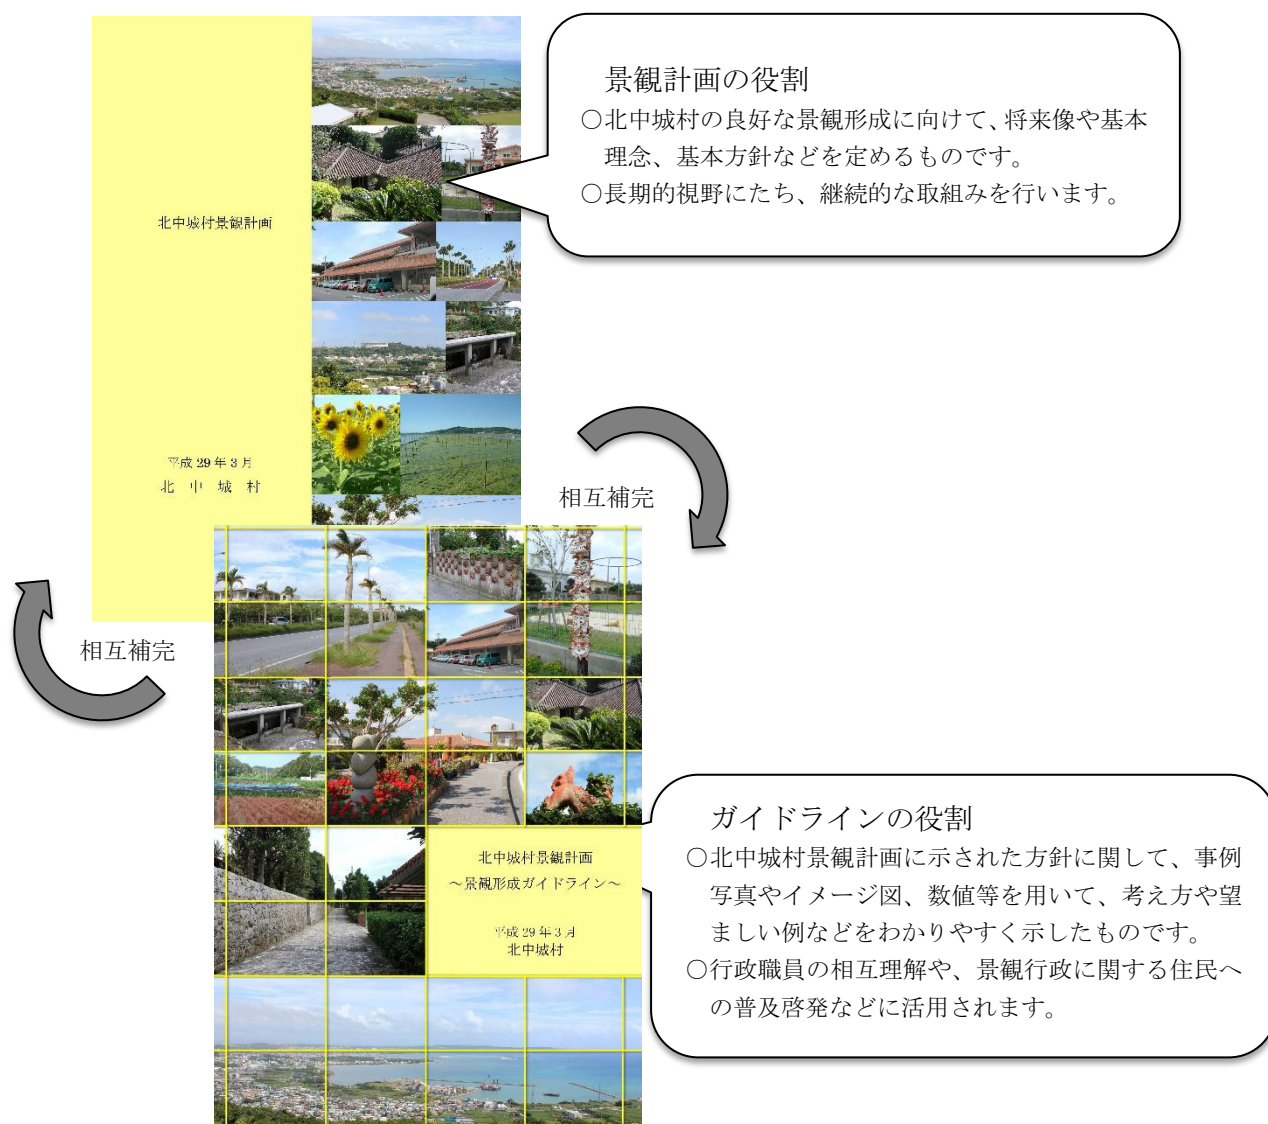 景観計画の役割
○北中城村の良好な景観形成に向けて、将来像や基本
理念、基本方針などを定めるものです。
○長期的視野にたち、継続的な取組みを行います。
北中城村景観計画
平成 29 年 3 月
北 中 城 村
相互補完
相互補完
ガイドラインの役割
○北中城村景観計画に示された方針に関して、事例
写真やイメージ図、数値等を用いて、考え方や望
ましい例などをわかりやすく示したものです。
○行政職員の相互理解や、景観行政に関する住民へ
の普及啓発などに活用されます。
北中城村景観計画
～景観形成ガイドライン～
平成 29 年 3 月
北中城村